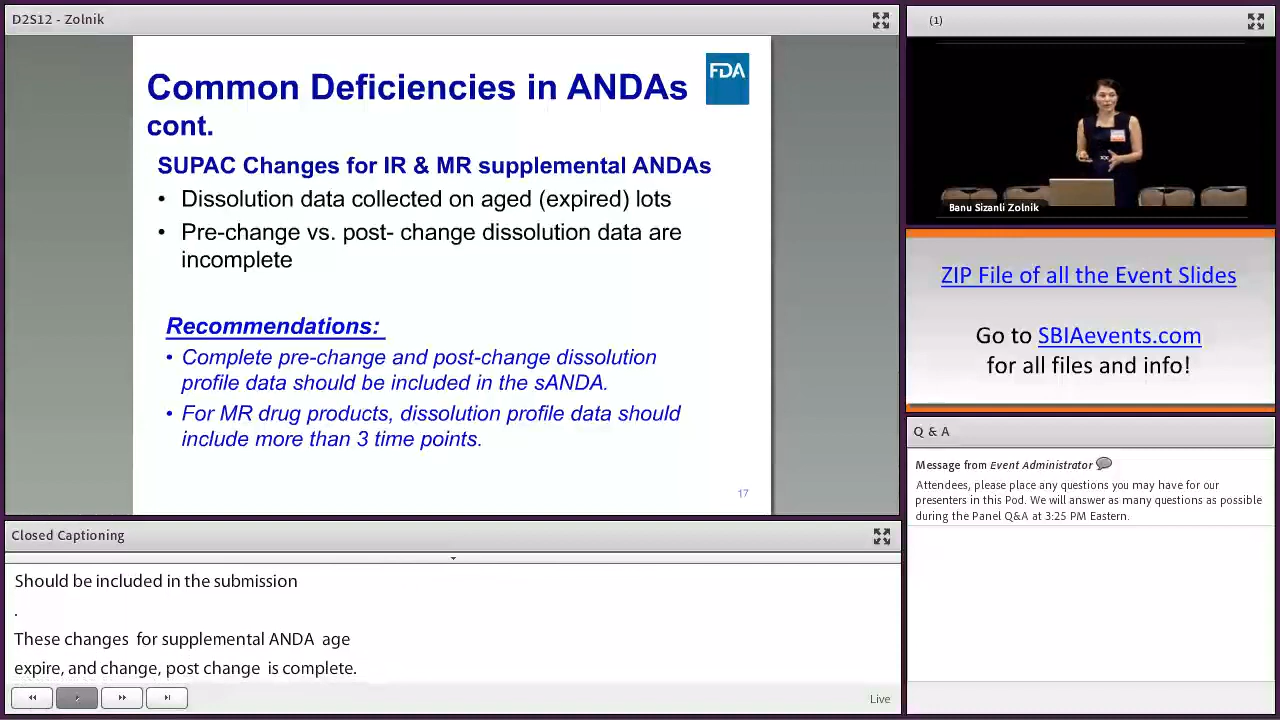 D2S12 - Zolnik
Common Deficiencies in ANDAs
cont.
FDA
SUPAC Changes for IR & MR supplemental ANDAs
• Dissolution data collected on aged (expired) lots
• Pre-change vs. post- change dissolution data are
incomplete
Recommendations:
• Complete pre-change and post-change dissolution
profile data should be included in the sANDA.
• For MR drug products, dissolution profile data should
include more than 3 time points.
17
Closed Captioning
Should be included in the submission
.
These changes for supplemental ANDA age
expire, and change, post change is complete.
Live
(1)
Banu Sizanli Zolnik
ZIP File of all the Event Slides
Go to SBIAevents.com
for all files and info!
Q & A
Message from Event Administrator
Attendees, please place any questions you may have for our
presenters in this Pod. We will answer as many questions as possible
during the Panel Q&A at 3:25 PM Eastern.